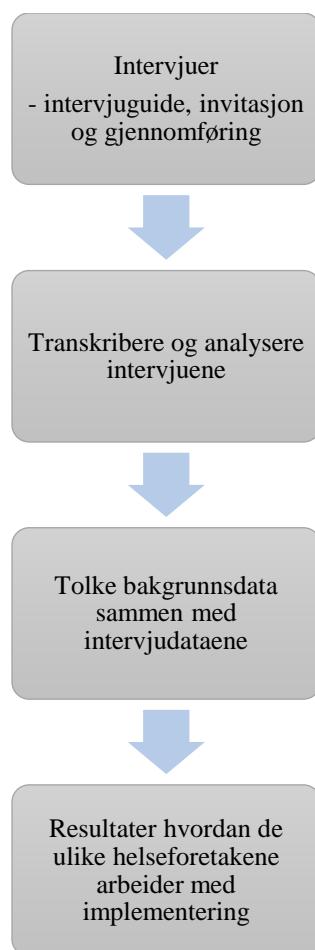 Intervjuer
- intervjuguide, invitasjon
og gjennomføring
Transkribere og analysere
intervjuene
Tolke bakgrunnsdata
sammen med
intervjudataene
Resultater hvordan de
ulike helseforetakene
arbeider med
implementering